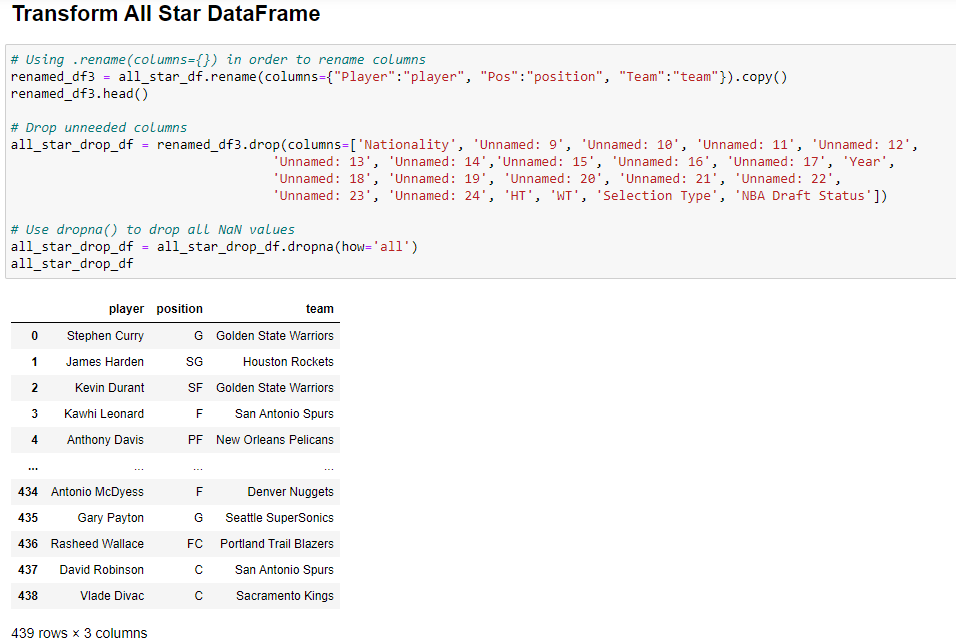 Transform All Star DataFrame
# Using .rename(columns={}) in order to rename columns
renamed_df3 = all_star_df.rename(columns={"Player":"player", "Pos":"position", "Team":"team"}).copy()
renamed_df3.head()
# Drop unneeded columns
all_star_drop_df = renamed_df3.drop(columns=['Nationality', 'Unnamed: 9', 'Unnamed: 10', 'Unnamed: 11', 'Unnamed: 12',
'Unnamed: 13', 'Unnamed: 14','Unnamed: 15', 'Unnamed: 16', 'Unnamed: 17', 'Year',
'Unnamed: 18', 'Unnamed: 19', 'Unnamed: 20', 'Unnamed: 21', 'Unnamed: 22',
'Unnamed: 23', 'Unnamed: 24', 'HT', 'WT', 'Selection Type', 'NBA Draft Status'])
# Use dropna() to drop all NaN values
all_star_drop_df = all_star_drop_df.dropna(how='all')
all_star_drop_df
player position team
0 Stephen Curry G Golden State Warriors
1 James Harden SG Houston Rockets
2 Kevin Durant SF Golden State Warriors
3 Kawhi Leonard F San Antonio Spurs
4 Anthony Davis PF New Orleans Pelicans
... ... ... ...
434 Antonio McDyess F Denver Nuggets
435 Gary Payton G Seattle SuperSonics
436 Rasheed Wallace FC Portland Trail Blazers
437 David Robinson C San Antonio Spurs
438 Vlade Divac C Sacramento Kings
439 rows × 3 columns